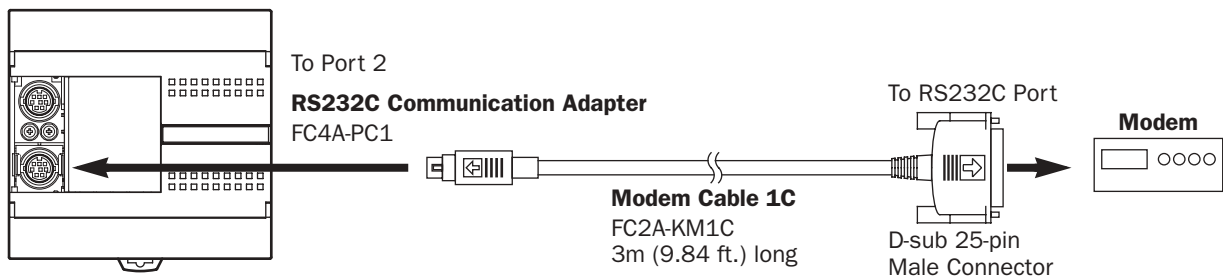 To Port 2
RS232C Communication Adapter
FC4A-PC1
Modem Cable 1C
FC2A-KM1C
3m (9.84 ft.) long
To RS232C Port
D-sub 25-pin
Male Connector
Modem